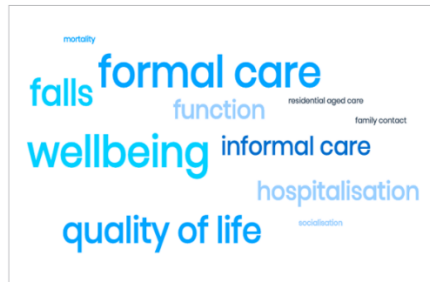 mortality
formal care
falls
function
residential aged care
family contact
wellbeing
informal care
hospitalisation
quality of life
socialisation